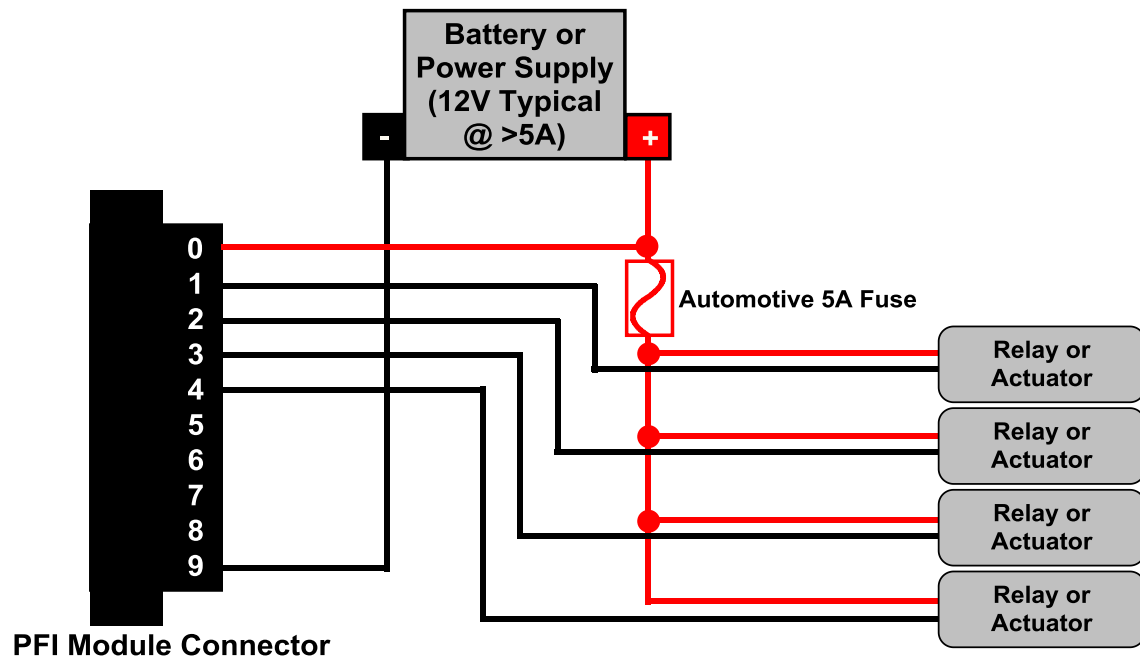 Battery or
Power Supply
(12V Typical
@ >5A)
-
+
0
1
2
3
4
5
6
7
8
9
Automotive 5A Fuse
Relay or
Actuator
Relay or
Actuator
Relay or
Actuator
Relay or
Actuator
PFI Module Connector